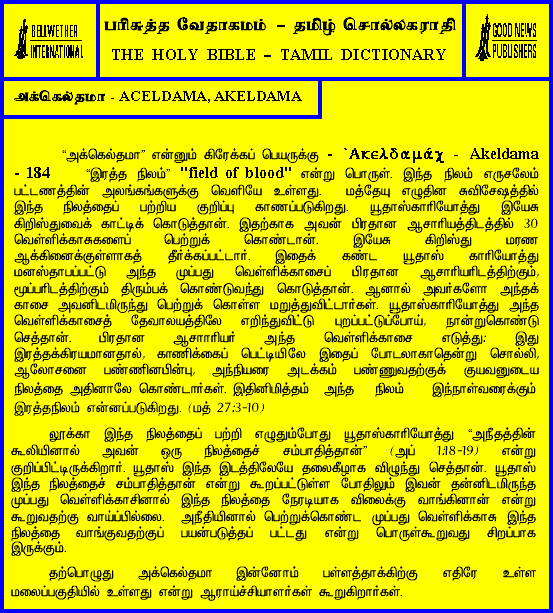 BELLWETHER
INTERNATIONAL
பரிசுத்த வேதாகமம் – தமிழ் சொல்லகராதி
THE HOLY BIBLE – TAMIL DICTIONARY
GOOD NEWS
PUBLISHERS
அக்கெல்தமா - ACELDAMA, AKELDAMA
“அக்கெல்தமா” என்னும் கிரேக்கப் பெயருக்கு - `Ακελδαμάχ - Akeldama
- 184 “இரத்த நிலம்” "field of blood" என்று பொருள். இந்த நிலம் எருசலேம்
பட்டணத்தின் அலங்கங்களுக்கு வெளியே உள்ளது. மத்தேயு எழுதின சுவிசேஷத்தில்
இந்த நிலத்தைப் பற்றிய குறிப்பு காணப்படுகிறது. யூதாஸ்காரியோத்து இயேசு
கிறிஸ்துவைக் காட்டிக் கொடுத்தான். இதற்காக அவன் பிரதான ஆசாரியத்திடத்தில் 30
வெள்ளிக்காசுகளைப் பெற்றுக் கொண்டான். இயேசு கிறிஸ்து மரண
ஆக்கினைக்குள்ளாகத் தீர்க்கப்பட்டார். இதைக் கண்ட யூதாஸ் காரியோத்து
மனஸ்தாபப்பட்டு அந்த முப்பது வெள்ளிக்காசைப் பிரதான ஆசாரியரிடத்திற்கும்,
மூப்பரிடத்திற்கும் திரும்பக் கொண்டுவந்து கொடுத்தான். ஆனால் அவர்களோ அந்தக்
காசை அவனிடமிருந்து பெற்றுக் கொள்ள மறுத்துவிட்டார்கள். யூதாஸ்காரியோத்து அந்த
வெள்ளிக்காசைத் தேவாலயத்திலே எறிந்துவிட்டு புறப்பட்டுப்போய், நான்றுகொண்டு
செத்தான். பிரதான ஆசாாரியர் அந்த வெள்ளிக்காசை எடுத்து: இது
இரத்தக்கிரயமானதால், காணிக்கைப் பெட்டியிலே இதைப் போடலாகாதென்று சொல்லி,
ஆலோசனை பண்ணினபின்பு, அந்நியரை அடக்கம் பண்ணுவதற்குக் குயவனுடைய
நிலத்தை அதினாலே கொண்டார்கள். இதினிமித்தம் அந்த நிலம் இந்நாள்வரைக்கும்
இரத்தநிலம் என்னப்படுகிறது. (மத் 27:3-10)
லூக்கா இந்த நிலத்தைப் பற்றி எழுதும்போது யூதாஸ்காரியோத்து “அநீதத்தின்
கூலியினால் அவன் ஒரு நிலத்தைச் சம்பாதித்தான்” (அப் 1:18-19) என்று
குறிப்பிட்டிருக்கிறார். யூதாஸ் இந்த இடத்திலேயே தலைகீழாக விழுந்து செத்தான். யூதாஸ்
இந்த நிலத்தைச் சம்பாதித்தான் என்று கூறப்பட்டுள்ள போதிலும் இவன் தன்னிடமிருந்த
முப்பது வெள்ளிக்காசினால் இந்த நிலத்தை நேரடியாக விலைக்கு வாங்கினான் என்று
கூறுவதற்கு வாய்ப்பில்லை. அநீதியினால் பெற்றுக்கொண்ட முப்பது வெள்ளிக்காசு இந்த
நிலத்தை வாங்குவதற்குப் பயன்படுத்தப் பட்டது என்று பொருள்கூறுவது சிறப்பாக
இருக்கும்.
தற்பொழுது அக்கெல்தமா இன்னோம் பள்ளத்தாக்கிற்கு எதிரே உள்ள
மலைப்பகுதியில் உள்ளது என்று ஆராய்ச்சியாளர்கள் கூறுகிறார்கள்.